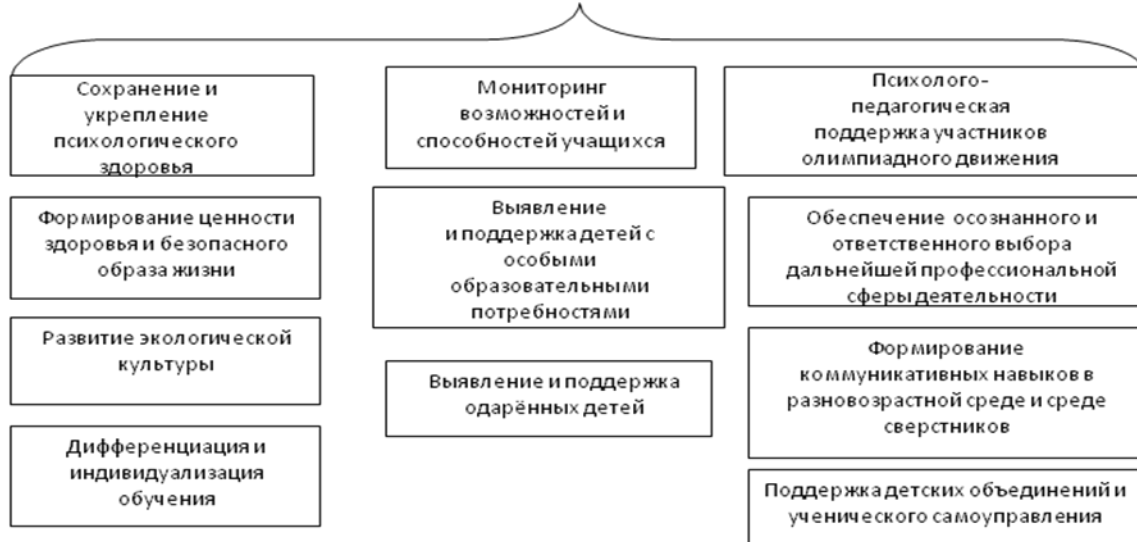 Сохранение и
укрепление
психологического
здоровья
Формирование ценности
здоровья и безопасного
образа жизни
Развитие экологической
культуры
Дифференциация и
индивидуализация
обучения
Мониторинг
возможностей и
способностей учащихся
Выявление
и поддержка детей с
особыми
образовательными
потребностями
Выявление и поддержка
одарённых детей
Психолого-
педагогическая
поддержка участников
олимпиадного движения
Обеспечение осознанного и
ответственного выбора
дальнейшей профессиональной
сферы деятельности
Формирование
коммуникативных навыков в
разновозрастной среде и среде
сверстников
Поддержка детских объединений и
ученического самоуправления